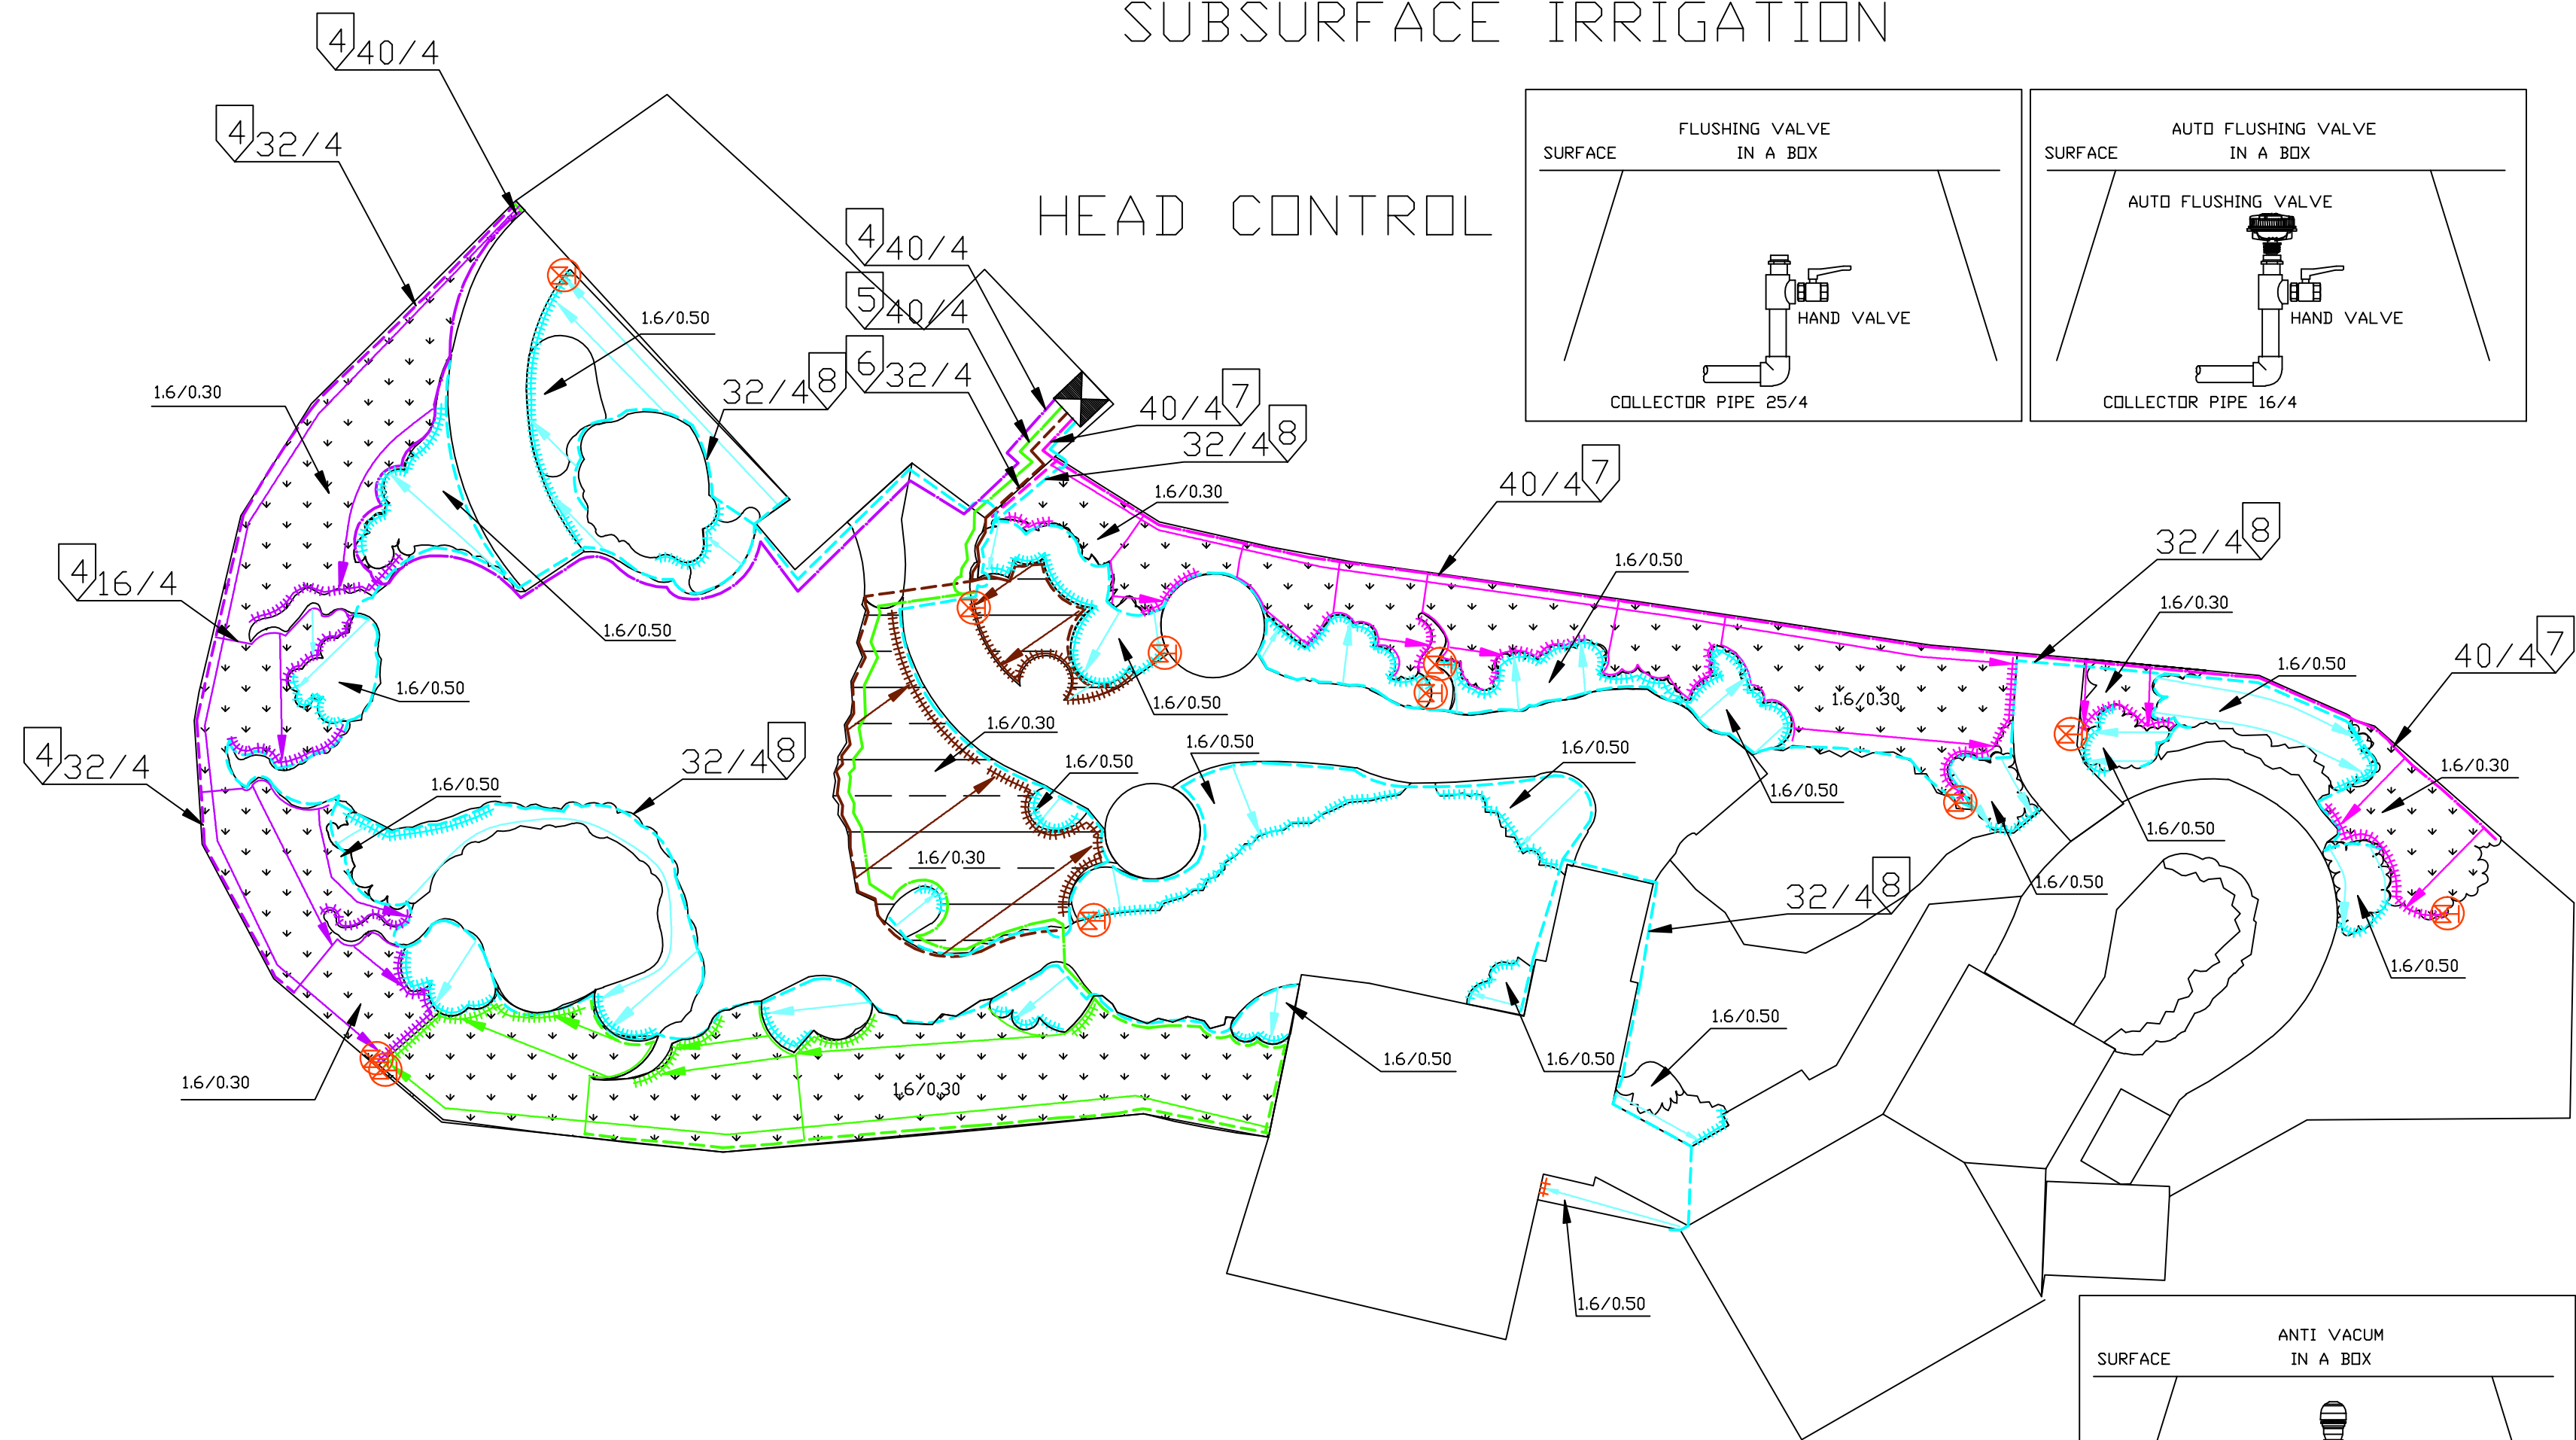 SUBSURFACE IRRIGATION
HEAD CONTROL
FLUSHING VALVE
IN A BOX
SURFACE
HAND VALVE
COLLECTOR PIPE 25/4
AUTO FLUSHING VALVE
IN A BOX
SURFACE
AUTO FLUSHING VALVE
HAND VALVE
COLLECTOR PIPE 16/4
4 40/4
4 32/4
4 40/4
5 40/4
6 32/4
32/4 8
40/4 7
32/4 8
1.6/0.50
1.6/0.30
1.6/0.30
40/4 7
32/4 8
1.6/0.50
4 16/4
1.6/0.50
1.6/0.30
1.6/0.50
40/4 7
1.6/0.50
1.6/0.50
1.6/0.30
1.6/0.30
1.6/0.50
1.6/0.50
4 32/4
32/4 8
1.6/0.50
1.6/0.50
1.6/0.30
1.6/0.50
1.6/0.50
1.6/0.50
1.6/0.30
1.6/0.50
32/4 8
1.6/0.50
1.6/0.50
1.6/0.50
1.6/0.30
1.6/0.30
1.6/0.50
1.6/0.50
1.6/0.50
ANTI VACUM
IN A BOX
SURFACE